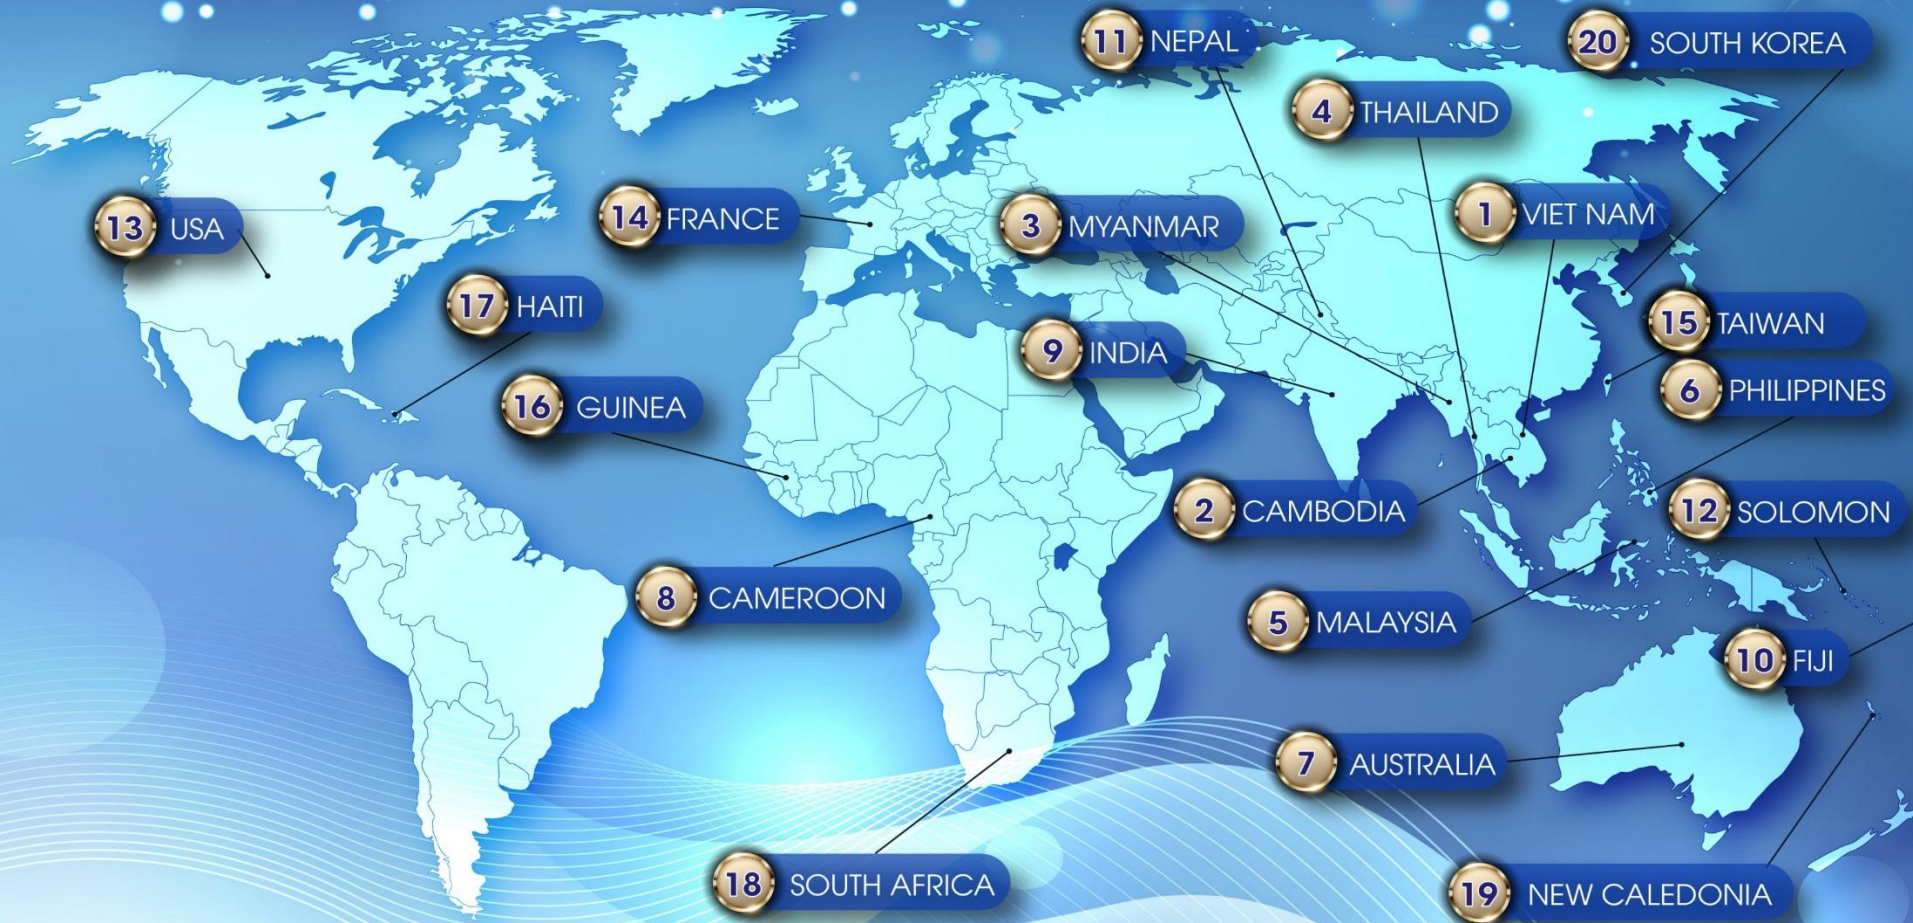 11 NEPAL
20 SOUTH KOREA
4 THAILAND
13 USA
14 FRANCE
3 MYANMAR
1 VIET NAM
17 HAITI
15 TAIWAN
9 INDIA
6 PHILIPPINES
16 GUINEA
2 CAMBODIA
12 SOLOMON
8 CAMEROON
5 MALAYSIA
10 FIJI
7 AUSTRALIA
18 SOUTH AFRICA
19 NEW CALEDONIA